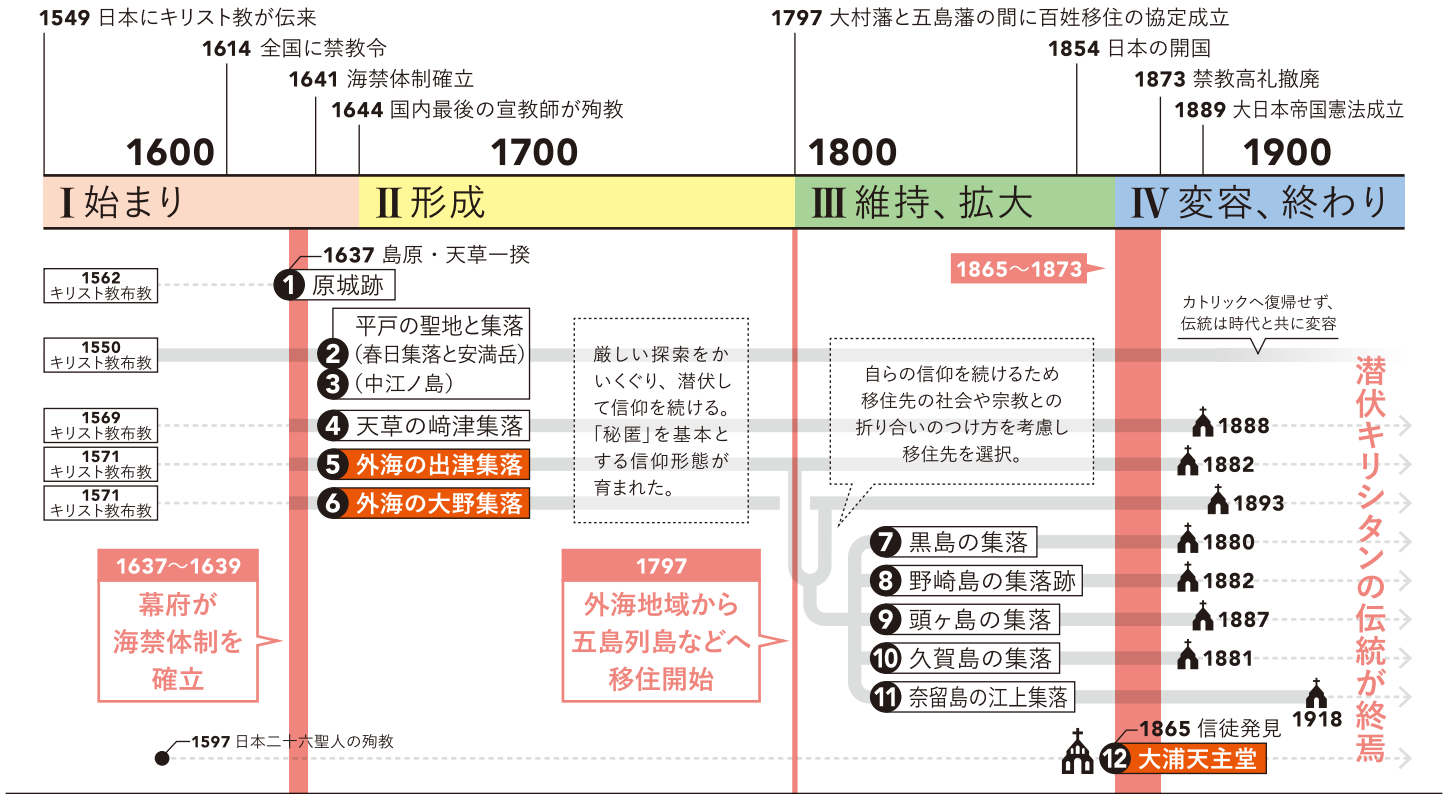 1549 日本にキリスト教が伝来
1614 全国に禁教令
1641 海禁体制確立
1644 国内最後の宣教師が殉教
1797 大村藩と五島藩の間に百姓移住の協定成立
1854 日本の開国
1873 禁教高札撤廃
1889 大日本帝国憲法成立
1600
1700
1800
1900
I 始まり
II 形成
III 維持、拡大
IV 変容、終わり
1562
キリスト教布教
1637 島原・天草一揆
1 原城跡
1865～1873
1550
キリスト教布教
平戸の聖地と集落
2 (春日集落と安満岳)
3 (中江ノ島)
カトリックへ復帰せず、
伝統は時代と共に変容
1569
キリスト教布教
4 天草の﨑津集落
1888
1571
キリスト教布教
5 外海の出津集落
1882
1571
キリスト教布教
6 外海の大野集落
1893
厳しい探索をか
いくぐり、潜伏し
て信仰を続ける。
「秘匿」を基本と
する信仰形態が
育まれた。
自らの信仰を続けるため
移住先の社会や宗教との
折り合いのつけ方を考慮し
移住先を選択。
7 黒島の集落
1880
8 野崎島の集落跡
1882
9 頭ヶ島の集落
1887
10 久賀島の集落
1881
11 奈留島の江上集落
1918
1637～1639
幕府が
海禁体制を
確立
1797
外海地域から
五島列島などへ
移住開始
1597 日本二十六聖人の殉教
1865 信徒発見
12 大浦天主堂
潜伏キリシタンの伝統が終焉